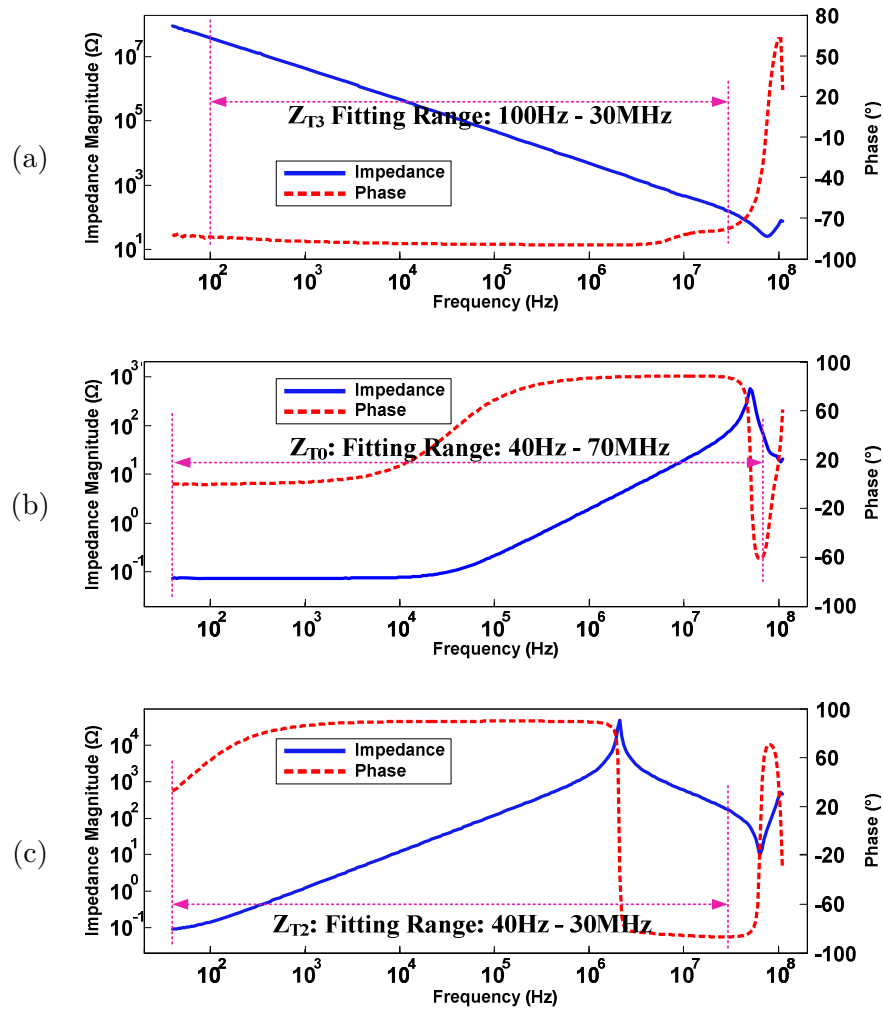 (a)
Impedance Magnitude (Ω)
10^7
10^5
10^3
10^1
80
60
20
-10
-40
-70
-100
Phase (°)
Z_T3 Fitting Range: 100Hz - 30MHz
Impedance
Phase
10^2 10^3 10^4 10^5 10^6 10^7 10^8
Frequency (Hz)
(b)
Impedance Magnitude (Ω)
10^3
10^2
10^1
10^0
10^-1
100
60
20
-20
-60
-100
Phase (°)
Impedance
Phase
Z_T0: Fitting Range: 40Hz - 70MHz
10^2 10^3 10^4 10^5 10^6 10^7 10^8
Frequency (Hz)
(c)
Impedance Magnitude (Ω)
10^4
10^3
10^2
10^1
10^0
10^-1
100
60
20
-20
-60
-100
Phase (°)
Impedance
Phase
Z_T2: Fitting Range: 40Hz - 30MHz
10^2 10^3 10^4 10^5 10^6 10^7 10^8
Frequency (Hz)